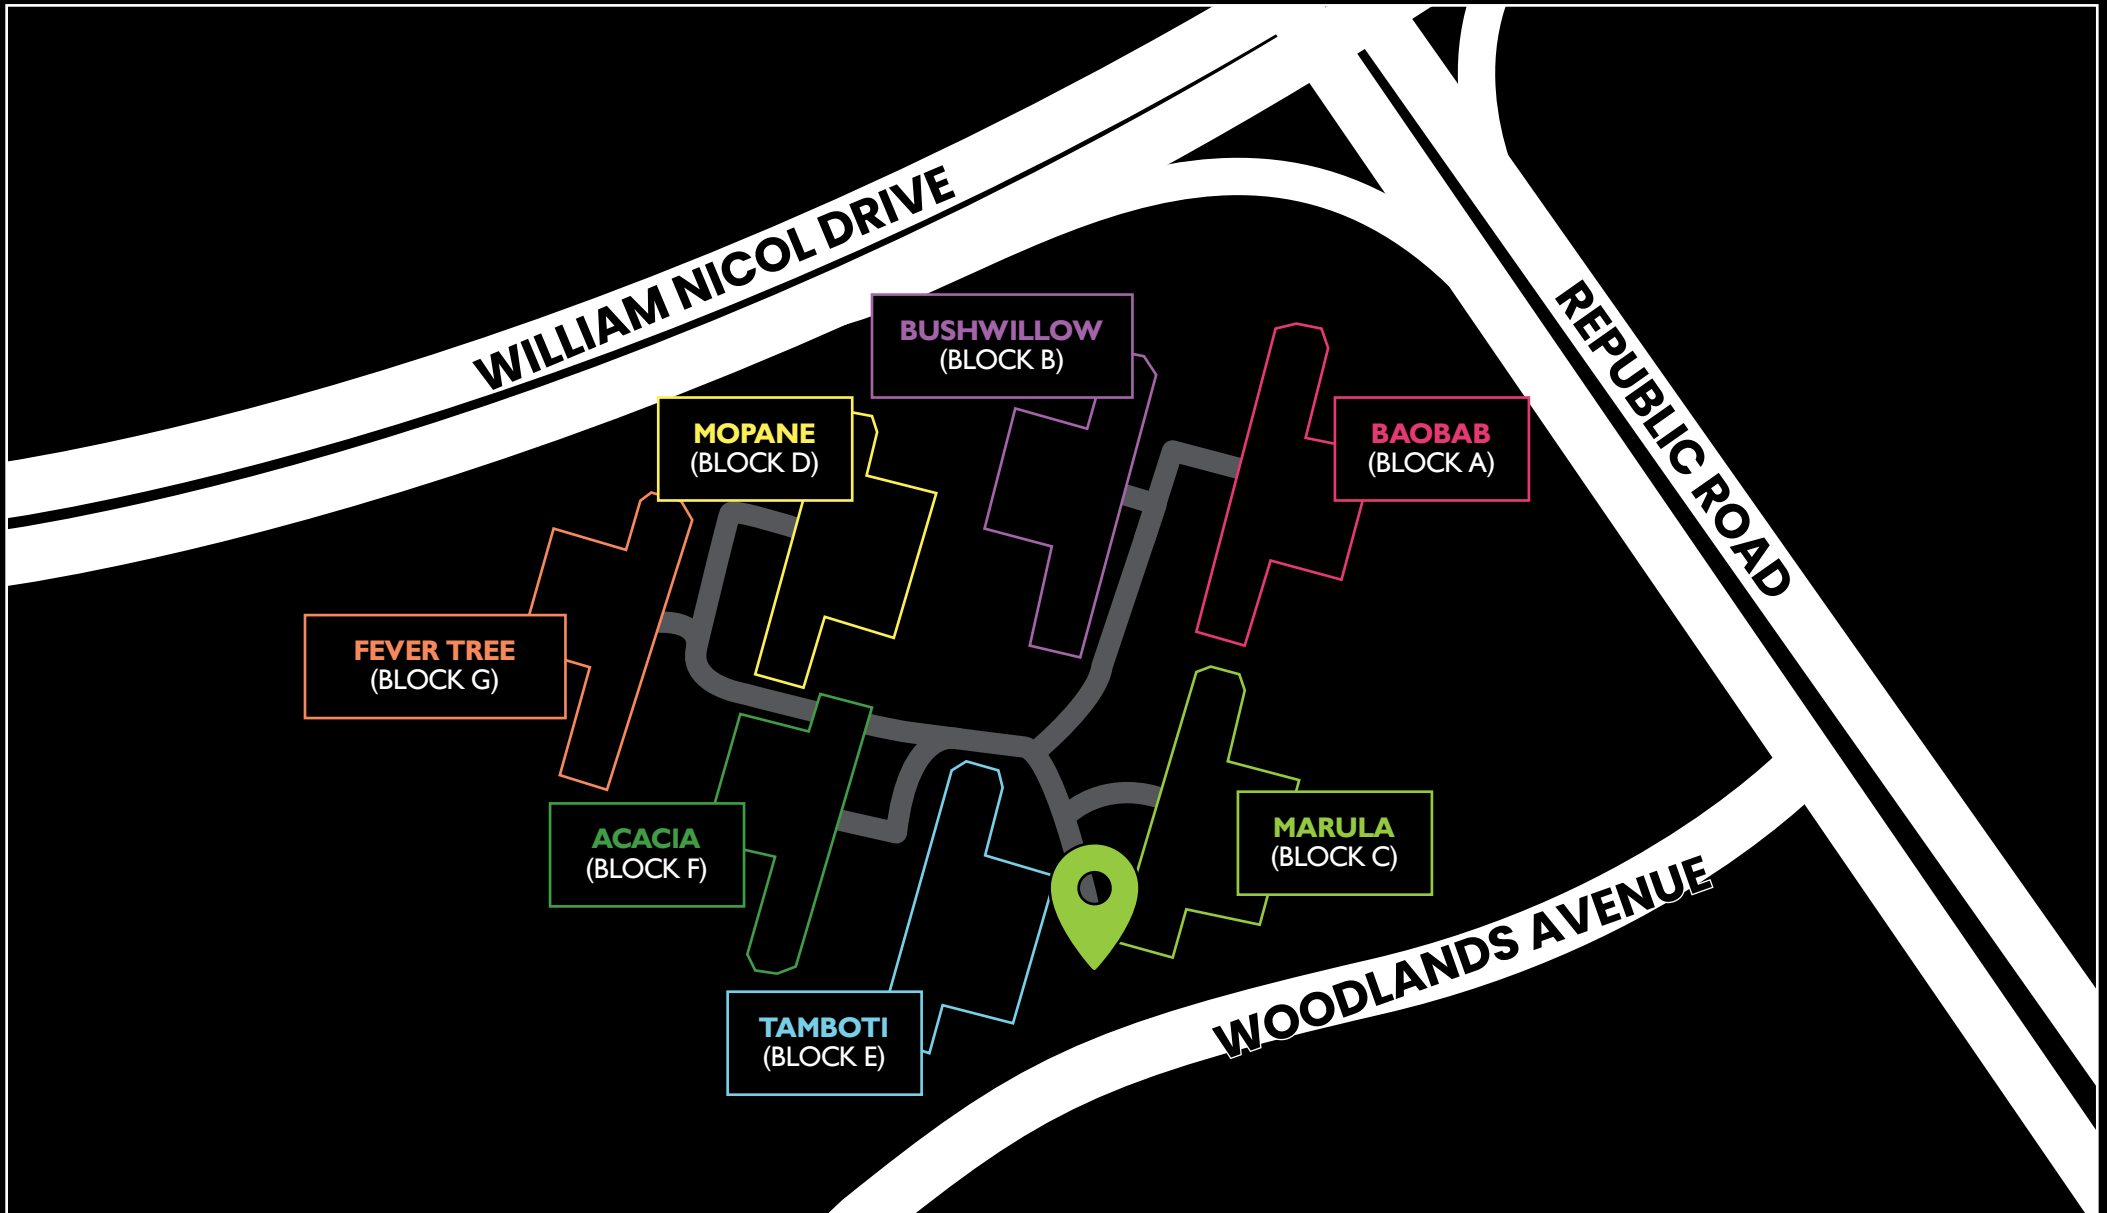 WILLIAM NICOL DRIVE
REPUBLIC ROAD
BUSHWILLOW
(BLOCK B)
MOPANE
(BLOCK D)
BAOBAB
(BLOCK A)
FEVER TREE
(BLOCK G)
ACACIA
(BLOCK F)
MARULA
(BLOCK C)
TAMBOTI
(BLOCK E)
WOODLANDS AVENUE